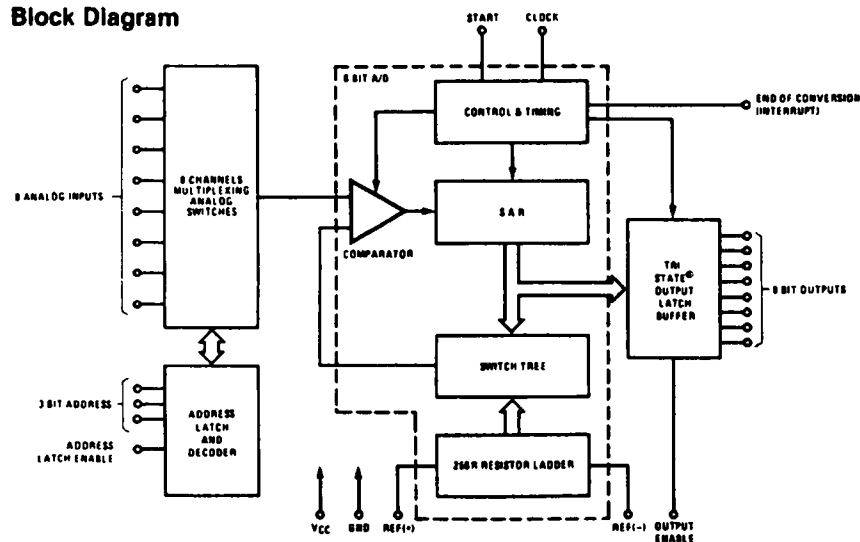 Block Diagram
START
CLOCK
8 BIT A/D
CONTROL & TIMING
END OF CONVERSION
(INTERRUPT)
8 ANALOG INPUTS
8 CHANNELS
MULTIPLEXING
ANALOG
SWITCHES
COMPARATOR
S A R
TRI
STATE®
OUTPUT
LATCH
BUFFER
8 BIT OUTPUTS
SWITCH TREE
3 BIT ADDRESS
ADDRESS
LATCH ENABLE
ADDRESS
LATCH
AND
DECODER
256R RESISTOR LADDER
VCC
GND
REF(+)
REF(−)
OUTPUT
ENABLE